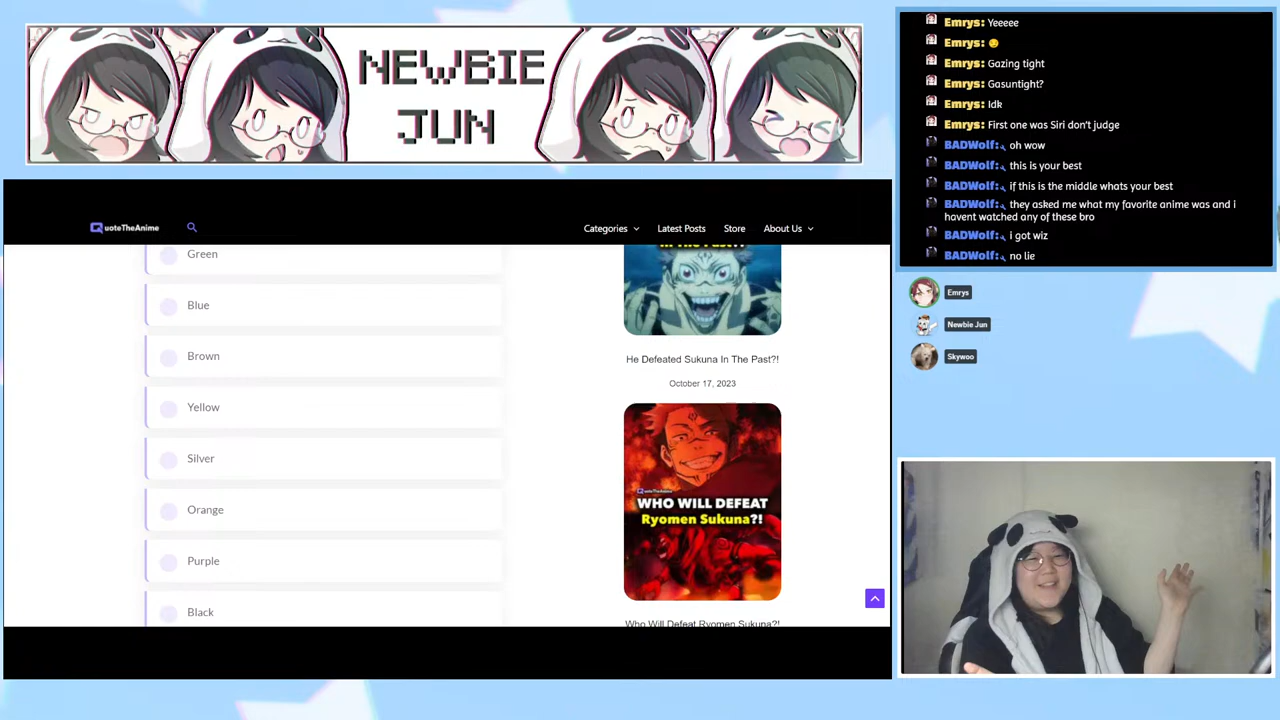 NEWBIE
JUN
uoteTheAnime
Categories
Latest Posts
Store
About Us
Green
Blue
Brown
Yellow
Silver
Orange
Purple
Black
He Defeated Sukuna In The Past?!
October 17, 2023
uoteTheAnime
WHO WILL DEFEAT
Ryomen Sukuna?!
Who Will Defeat Ryomen Sukuna?!
Emrys: Yeeeee
Emrys: 😏
Emrys: Gazing tight
Emrys: Gasuntight?
Emrys: Idk
Emrys: First one was Siri don't judge
BADWolf: oh wow
BADWolf: this is your best
BADWolf: if this is the middle whats your best
BADWolf: they asked me what my favorite anime was and i
havent watched any of these bro
BADWolf: i got wiz
BADWolf: no lie
Emrys
Newbie Jun
Skywoo